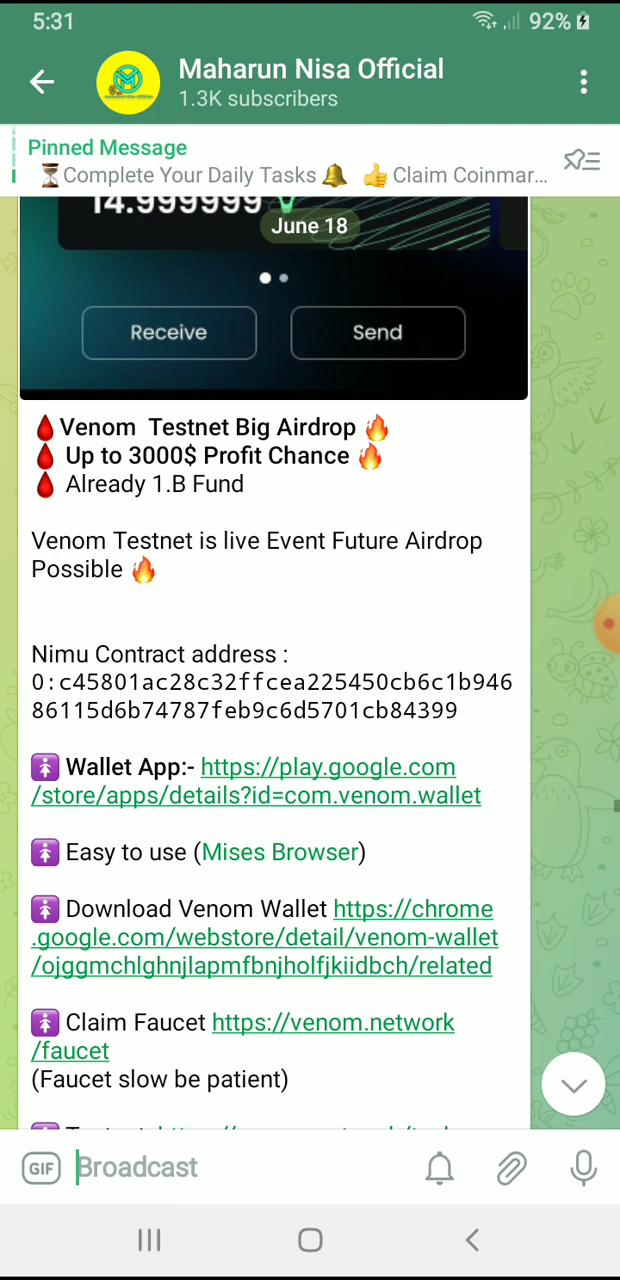 5:31
92%
Maharun Nisa Official
1.3K subscribers
Pinned Message
⏳Complete Your Daily Tasks 🔔 👍 Claim Coinmar...
14.999999
June 18
Receive
Send
🩸Venom Testnet Big Airdrop 🔥
🩸 Up to 3000$ Profit Chance 🔥
🩸 Already 1.B Fund
Venom Testnet is live Event Future Airdrop
Possible 🔥
Nimu Contract address :
0:c45801ac28c32ffcea225450cb6c1b946
86115d6b74787feb9c6d5701cb84399
🚺 Wallet App:- https://play.google.com
/store/apps/details?id=com.venom.wallet
🚺 Easy to use (Mises Browser)
🚺 Download Venom Wallet https://chrome
.google.com/webstore/detail/venom-wallet
/ojggmchlghnjlapmfbnjholfjkiidbch/related
🚺 Claim Faucet https://venom.network
/faucet
(Faucet slow be patient)
GIF
Broadcast